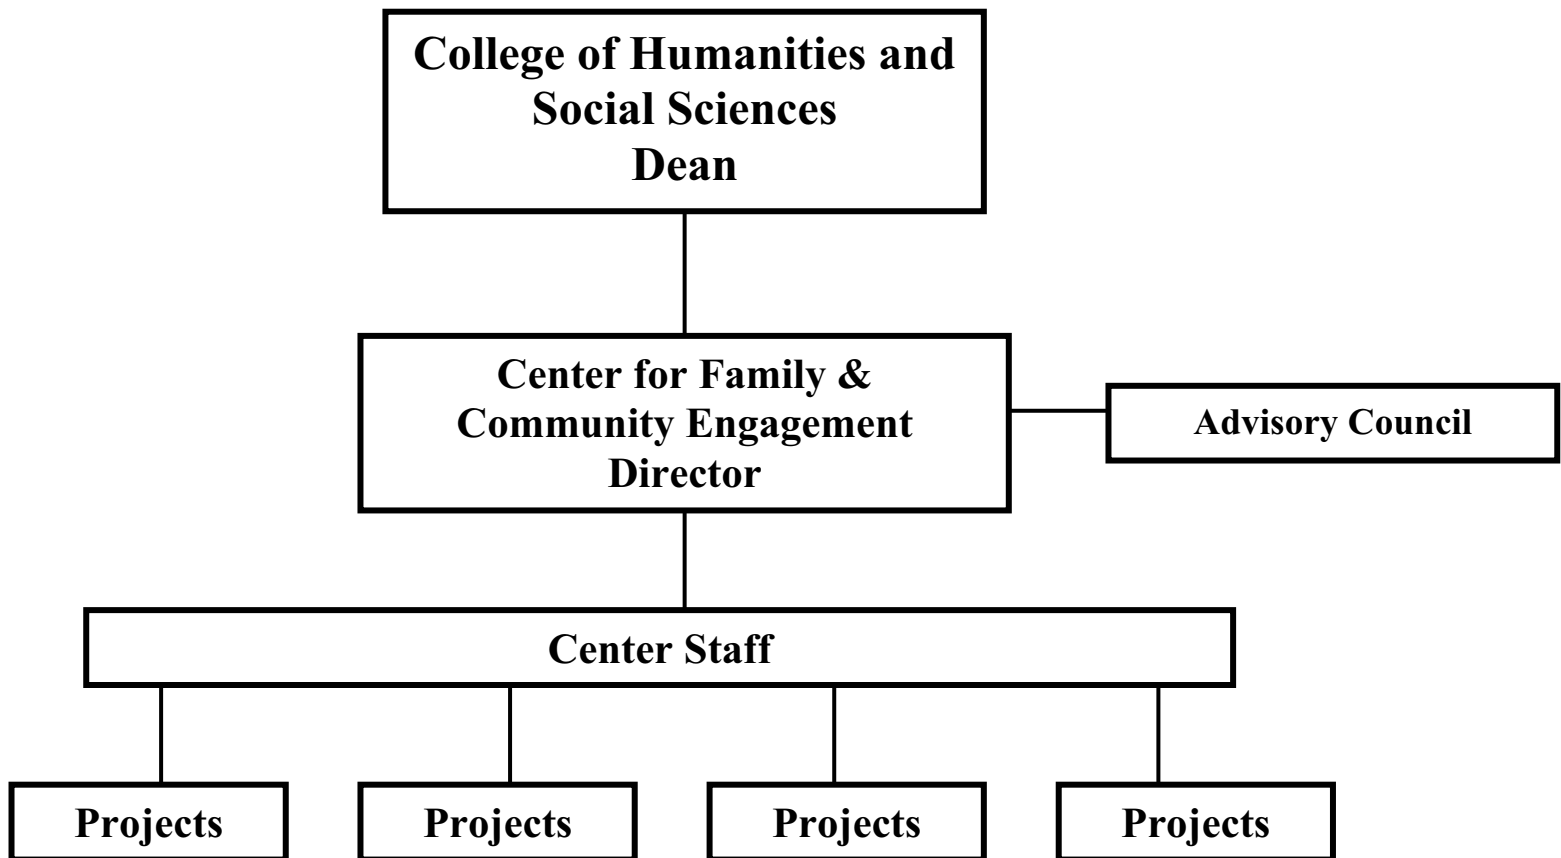 College of Humanities and
Social Sciences
Dean
Center for Family &
Community Engagement
Director
Advisory Council
Center Staff
Projects
Projects
Projects
Projects